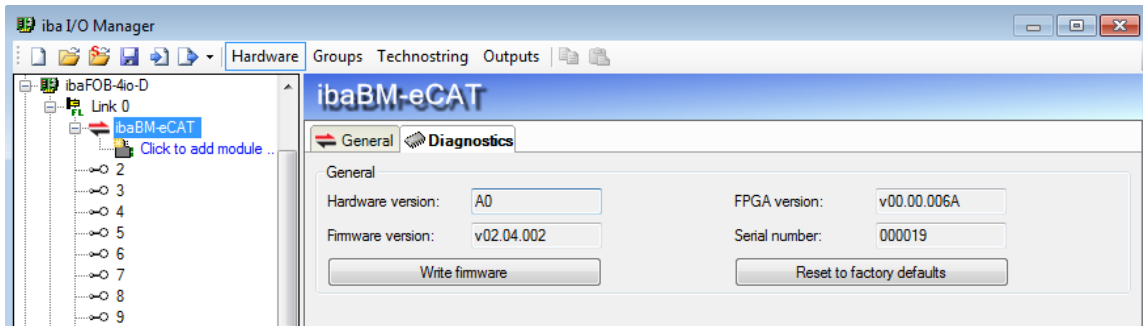 iba I/O Manager
Hardware Groups Technostring Outputs
ibaFOB-4io-D
FL Link 0
ibaBM-eCAT
Click to add module ..
2
3
4
5
6
7
8
9
ibaBM-eCAT
General Diagnostics
General
Hardware version: A0 FPGA version: v00.00.006A
Firmware version: v02.04.002 Serial number: 000019
Write firmware Reset to factory defaults